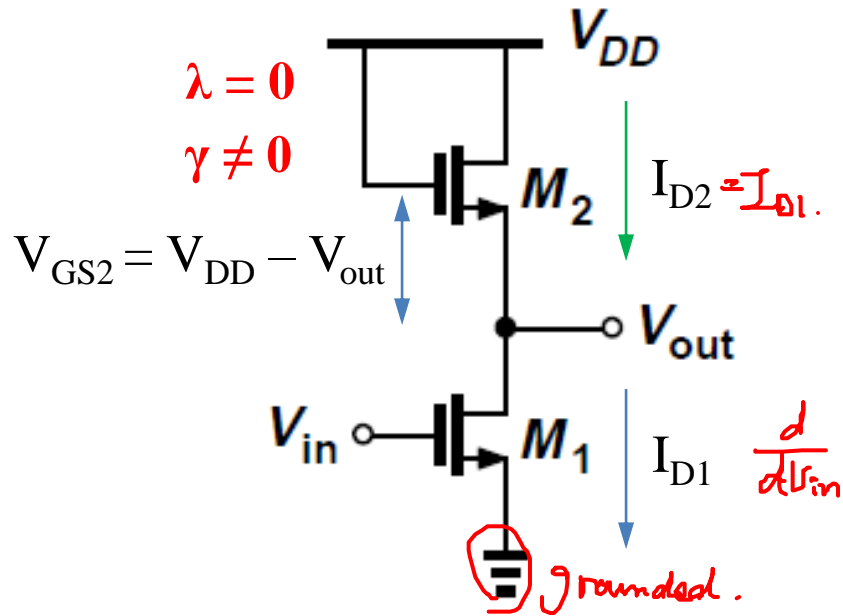 V_DD
λ = 0
γ ≠ 0
M_2
I_D2 = I_D1.
V_GS2 = V_DD – V_out
V_out
V_in
M_1
I_D1
d
dV_in
grounded.